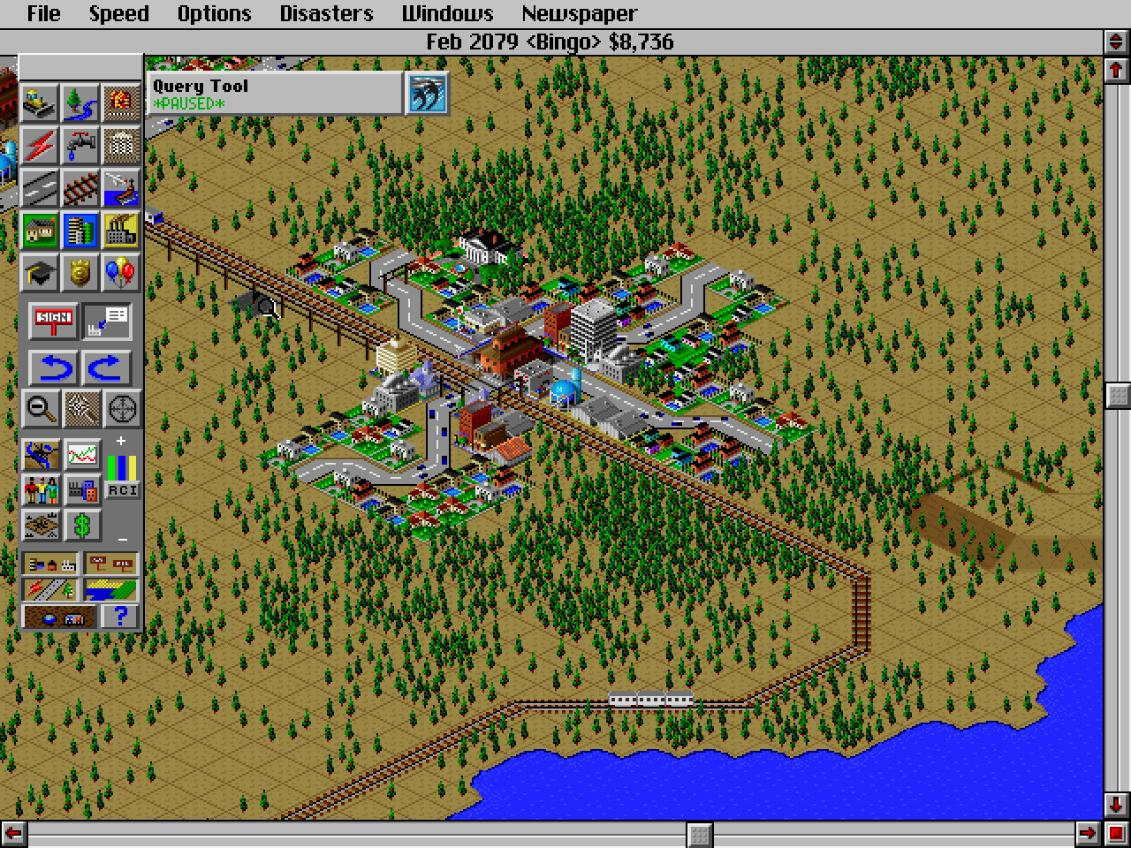 File Speed Options Disasters Windows Newspaper
Feb 2079 <Bingo> $8,736
Query Tool
*PAUSED*
SIGN
+
RCI
−
$
?